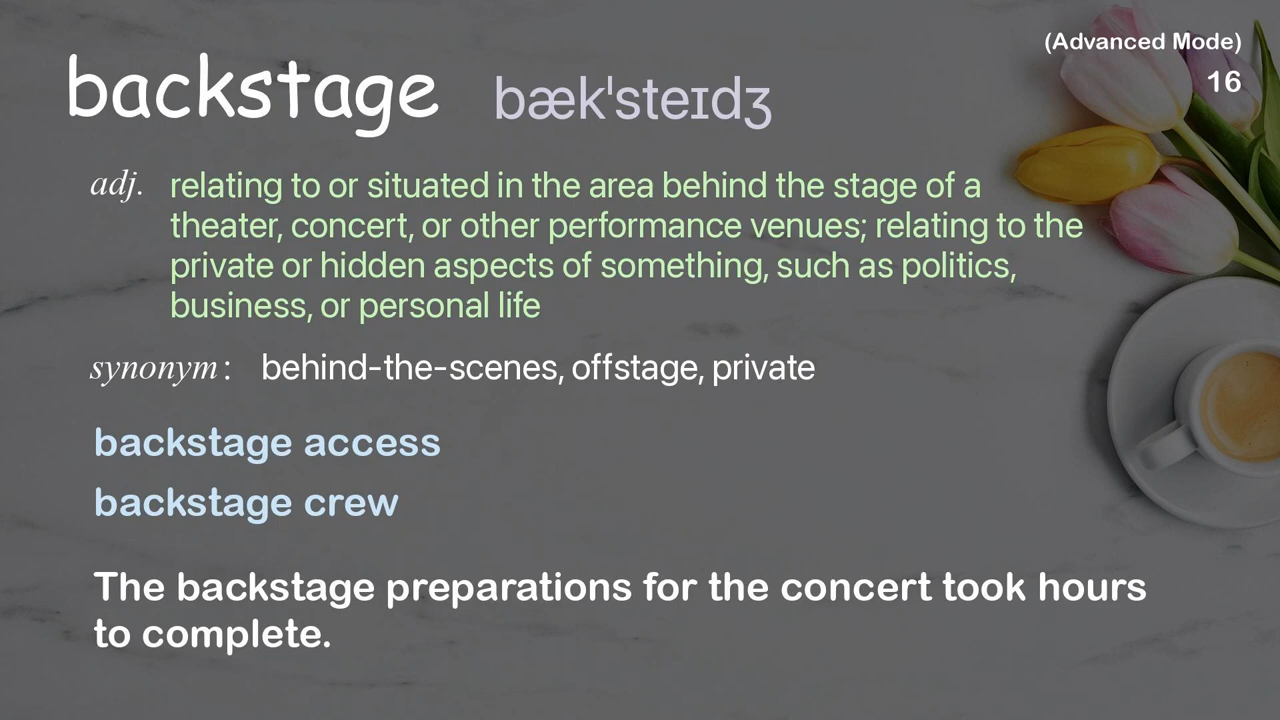 (Advanced Mode)
16
backstage bækˈsteɪdʒ
adj. relating to or situated in the area behind the stage of a
theater, concert, or other performance venues; relating to the
private or hidden aspects of something, such as politics,
business, or personal life
synonym: behind-the-scenes, offstage, private
backstage access
backstage crew
The backstage preparations for the concert took hours
to complete.